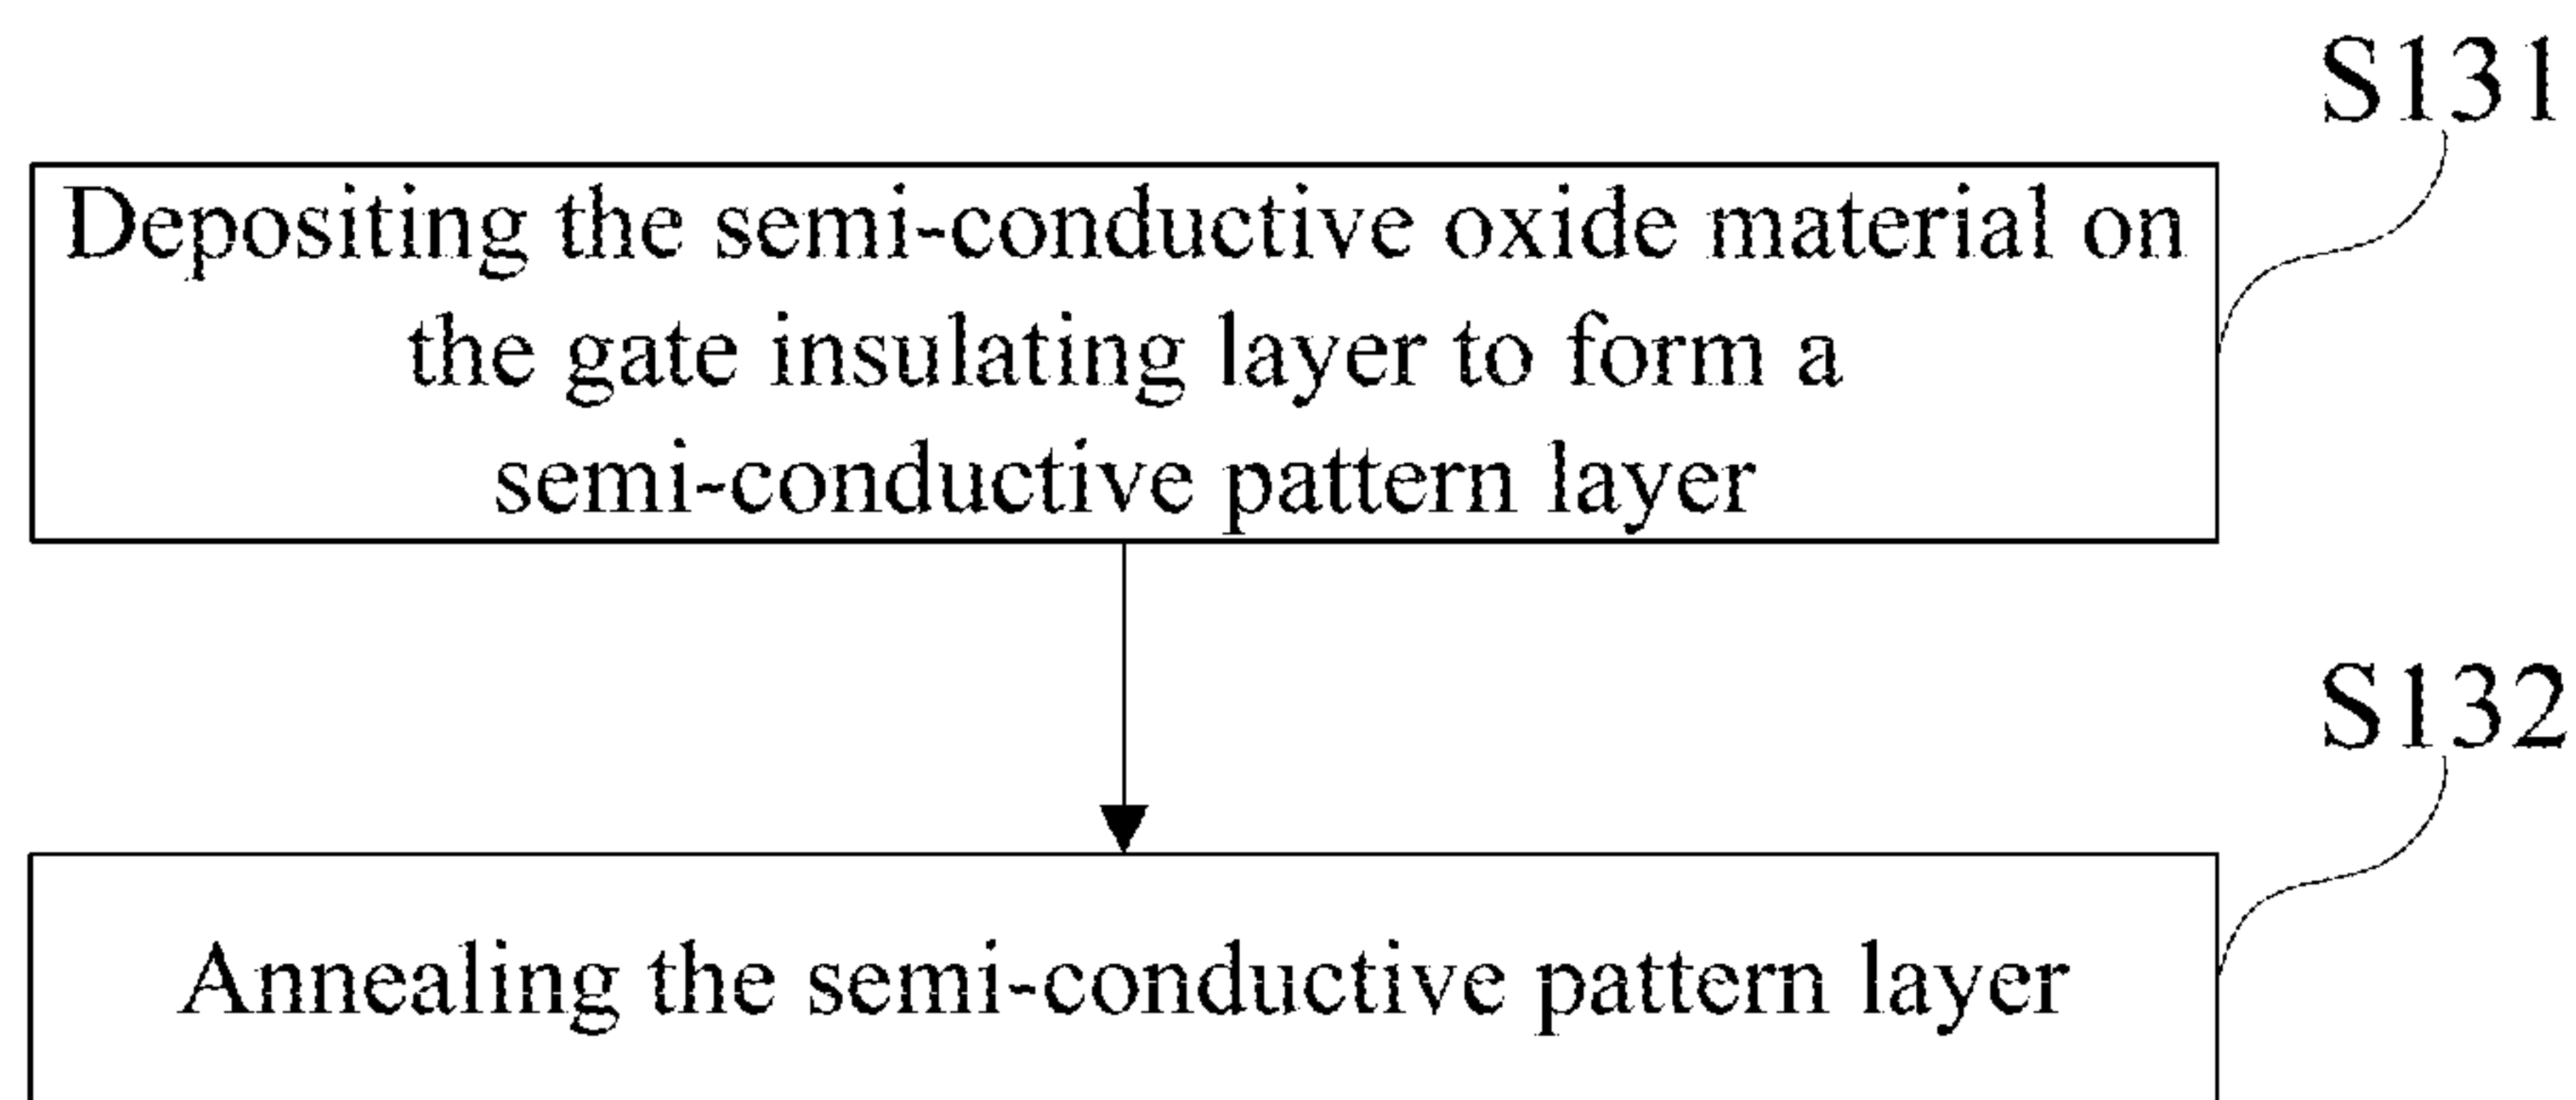 S131
Depositing the semi-conductive oxide material on
the gate insulating layer to form a
semi-conductive pattern layer
S132
Annealing the semi-conductive pattern layer